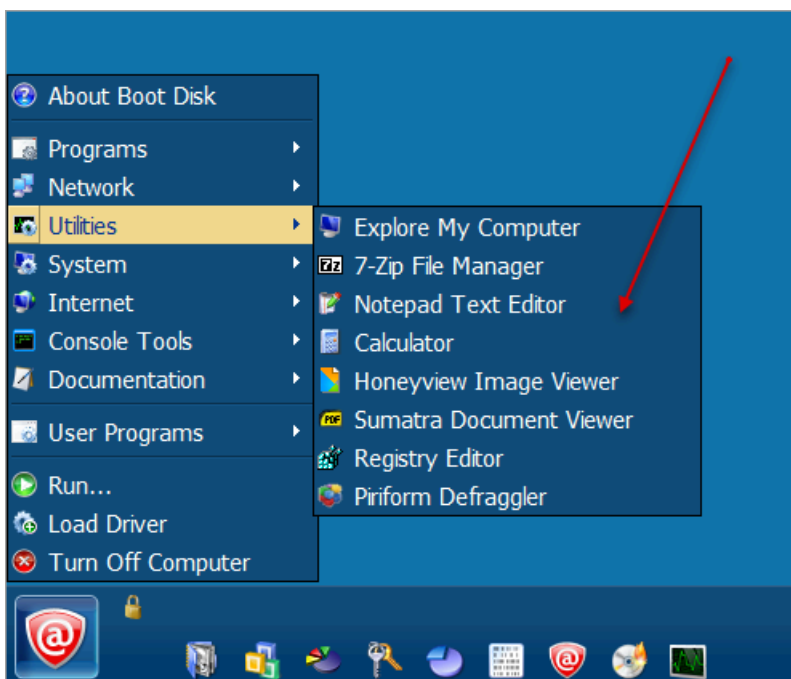 About Boot Disk
Programs
Network
Utilities
System
Internet
Console Tools
Documentation
User Programs
Run...
Load Driver
Turn Off Computer
Explore My Computer
7z 7-Zip File Manager
Notepad Text Editor
Calculator
Honeyview Image Viewer
PDF Sumatra Document Viewer
Registry Editor
Piriform Defraggler